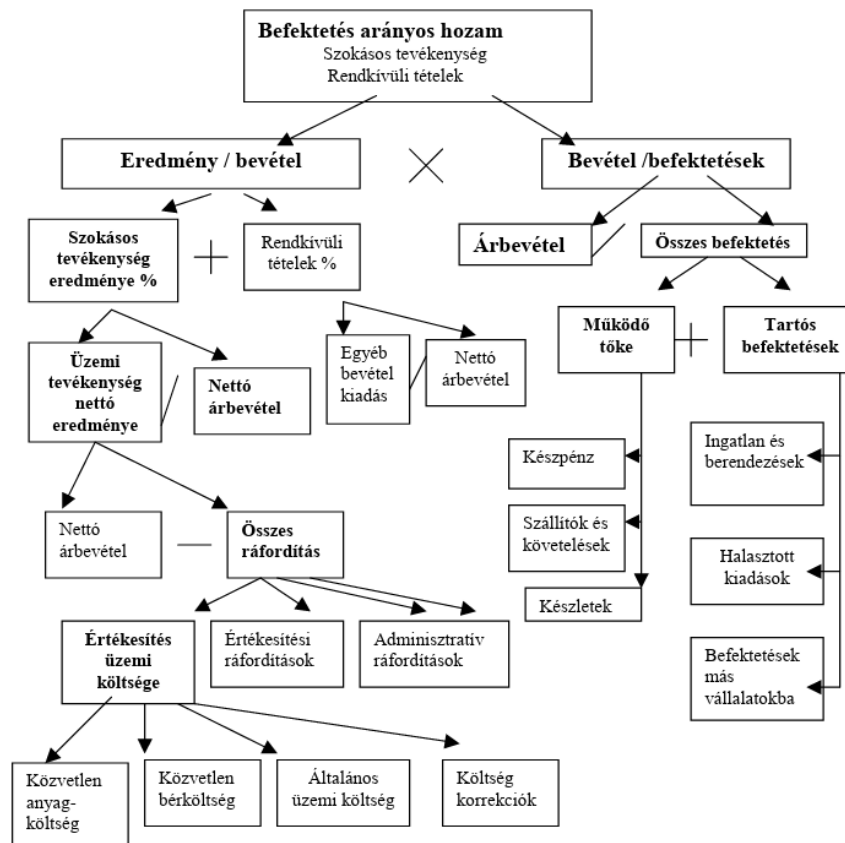 Befektetés arányos hozam
Szokásos tevékenység
Rendkívüli tételek
Eredmény / bevétel
Bevétel /befektetések
Szokásos
tevékenység
eredménye %
Rendkívüli
tételek %
Árbevétel
Összes befektetés
Üzemi
tevékenység
nettó
eredménye
Nettó
árbevétel
Egyéb
bevétel
kiadás
Nettó
árbevétel
Működő
tőke
Tartós
befektetések
Készpénz
Ingatlan és
berendezések
Nettó
árbevétel
Összes
ráfordítás
Szállítók és
követelések
Halasztott
kiadások
Készletek
Értékesítés
üzemi
költsége
Értékesítési
ráfordítások
Adminisztratív
ráfordítások
Befektetések
más
vállalatokba
Közvetlen
anyag-
költség
Közvetlen
bérköltség
Általános
üzemi költség
Költség
korrekciók